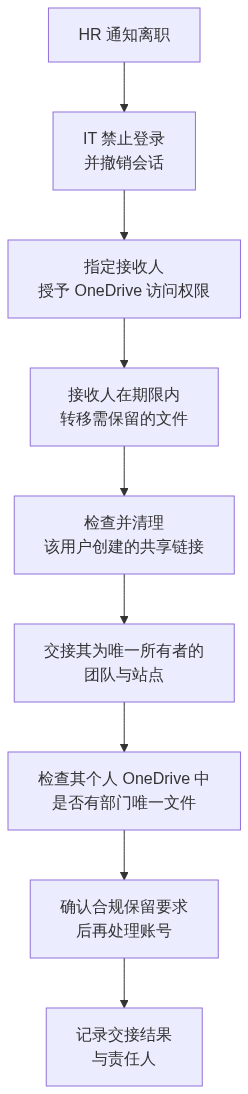 HR 通知离职
IT 禁止登录
并撤销会话
指定接收人
授予 OneDrive 访问权限
接收人在期限内
转移需保留的文件
检查并清理
该用户创建的共享链接
交接其为唯一所有者的
团队与站点
检查其个人 OneDrive 中
是否有部门唯一文件
确认合规保留要求
后再处理账号
记录交接结果
与责任人